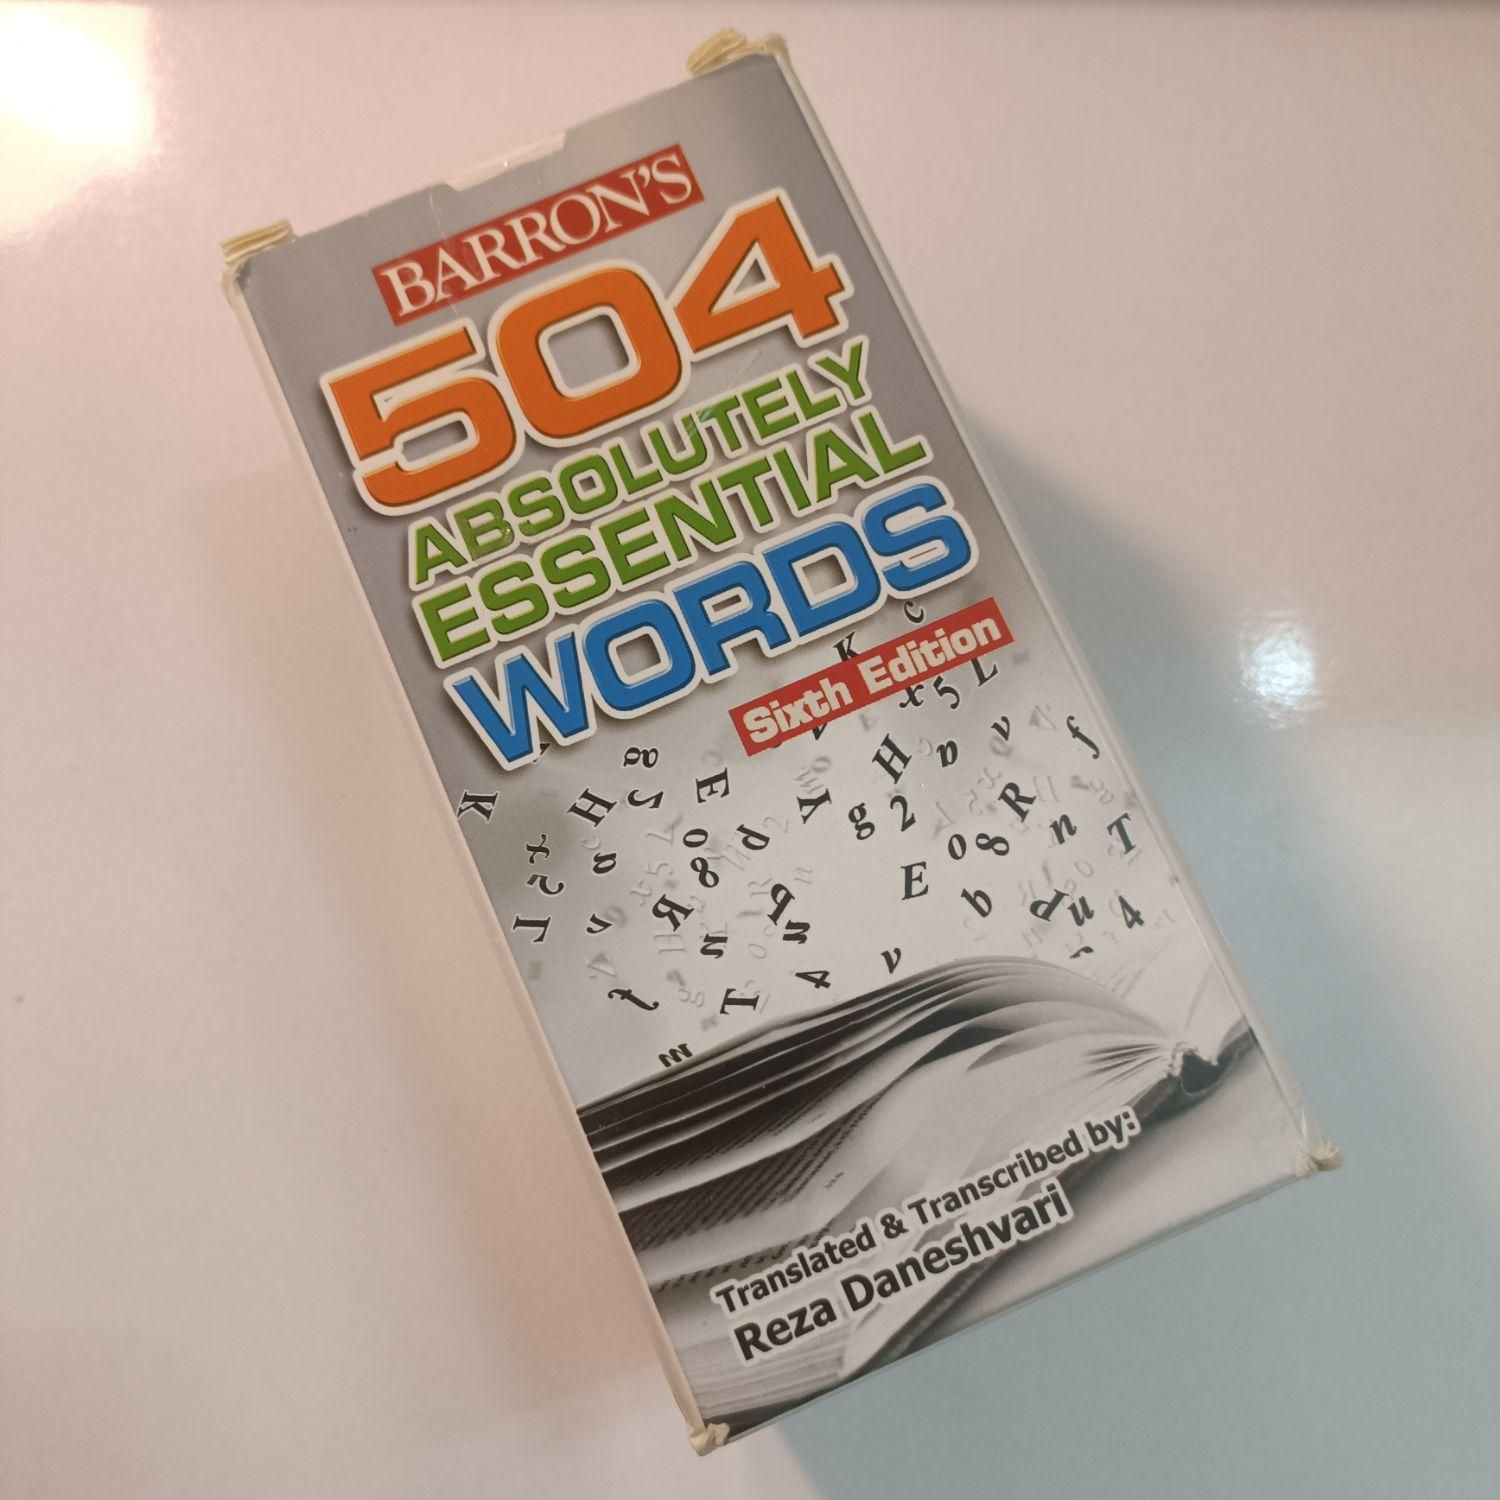 BARRON'S
504
ABSOLUTELY
ESSENTIAL
WORDS
Sixth Edition
Translated & Transcribed by:
Reza Daneshvari